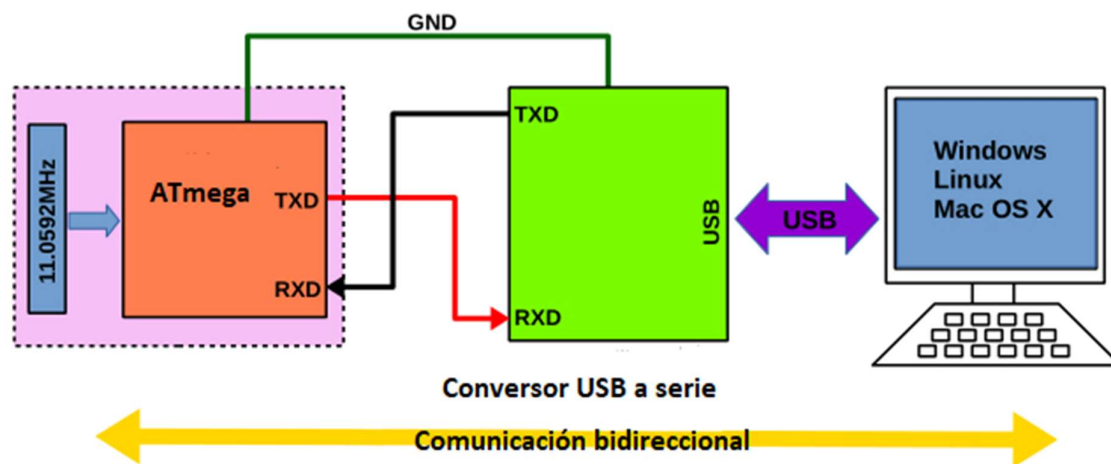 GND
11.0592MHz
ATmega
TXD
RXD
TXD
RXD
USB
USB
Windows
Linux
Mac OS X
Conversor USB a serie
Comunicación bidireccional